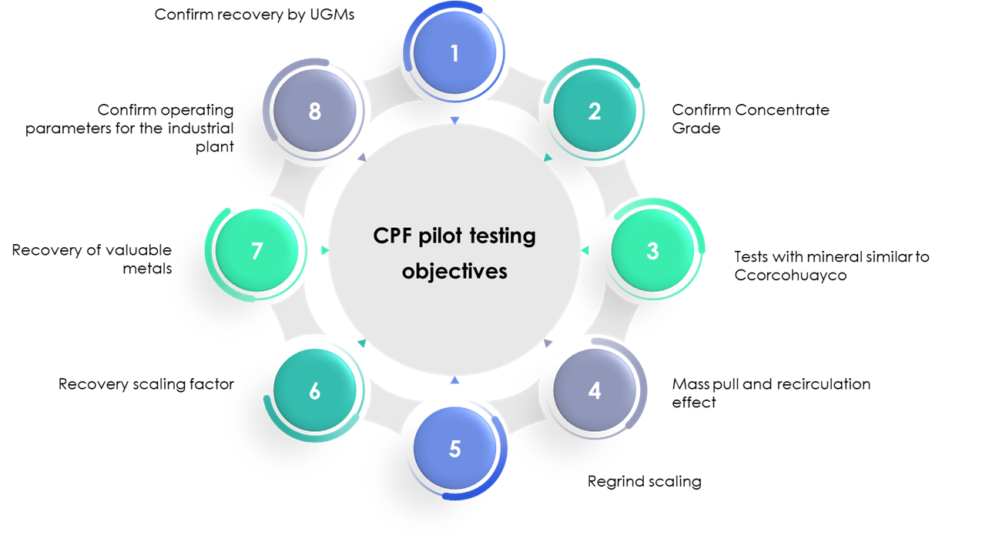 Confirm recovery by UGMs
1
2
Confirm Concentrate
Grade
3
Tests with mineral similar to
Ccorcohuayco
4
Mass pull and recirculation
effect
5
Regrind scaling
6
Recovery scaling factor
7
Recovery of valuable
metals
8
Confirm operating
parameters for the industrial
plant
CPF pilot testing
objectives